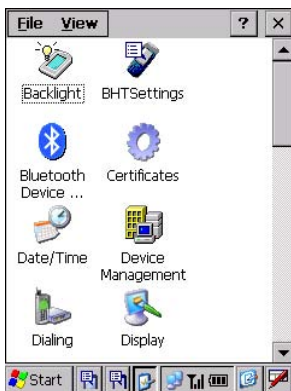 File View ? ×
Backlight BHTSettings
Bluetooth Device ... Certificates
Date/Time Device Management
Dialing Display
Start